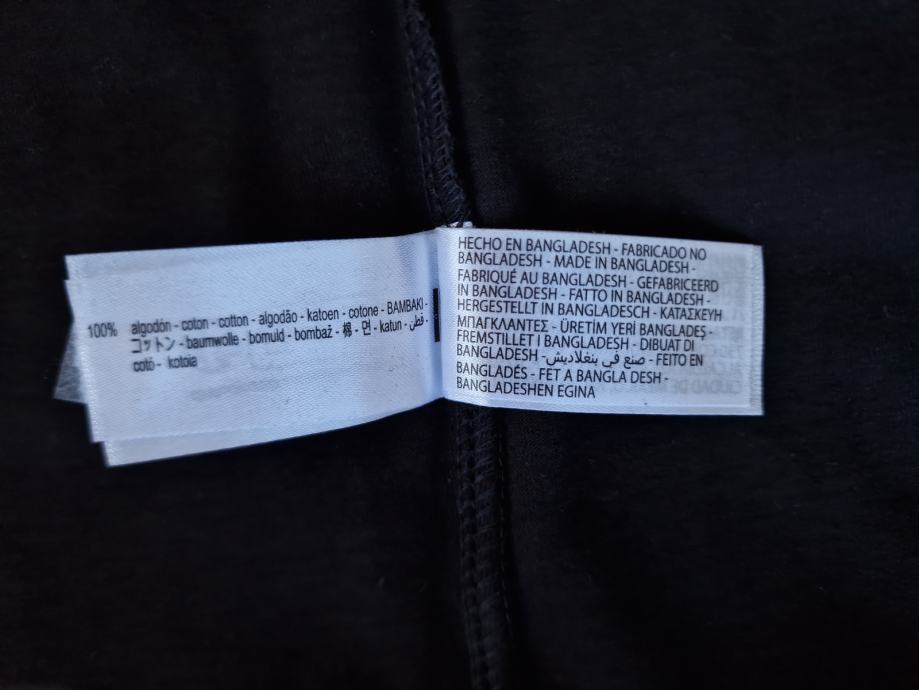 100% algodón - coton - cotton - algodão - katoen - cotone - BAMBAKI -
コットン - baumwolle - bomuld - bombaž - 棉 - 면 - katun - قطن -
cotó - kotoia
HECHO EN BANGLADESH - FABRICADO NO
BANGLADESH - MADE IN BANGLADESH -
FABRIQUÉ AU BANGLADESH - GEFABRICEERD
IN BANGLADESH - FATTO IN BANGLADESH -
HERGESTELLT IN BANGLADESCH - ΚΑΤΑΣΚΕΥΗ
ΜΠΑΓΚΛΑΝΤΕΣ - ÜRETİM YERİ BANGLADEŞ -
FREMSTILLET I BANGLADESH - DIBUAT DI
BANGLADESH - صنع في بنغلاديش - FEITO EN
BANGLADÉS - FET A BANGLA DESH -
BANGLADESHEN EGINA